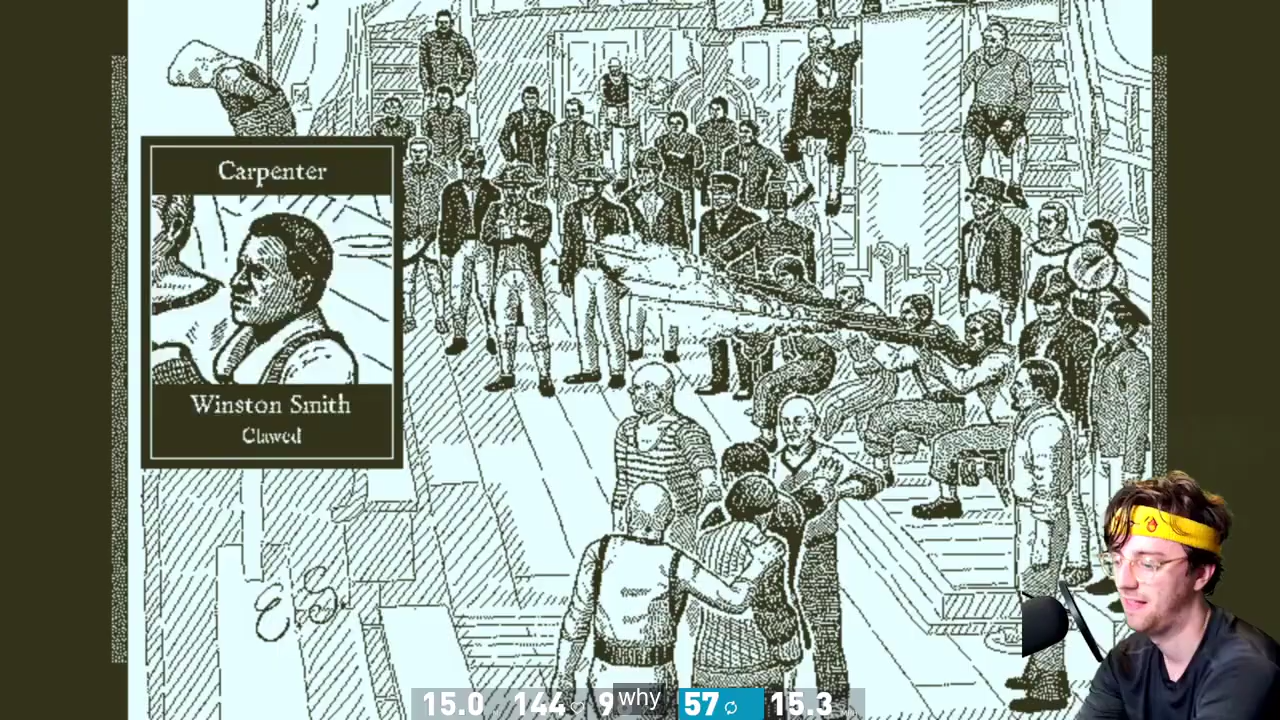 Carpenter
Winston Smith
Clawed
E.S.
15.0 144 9 why 57 15.3